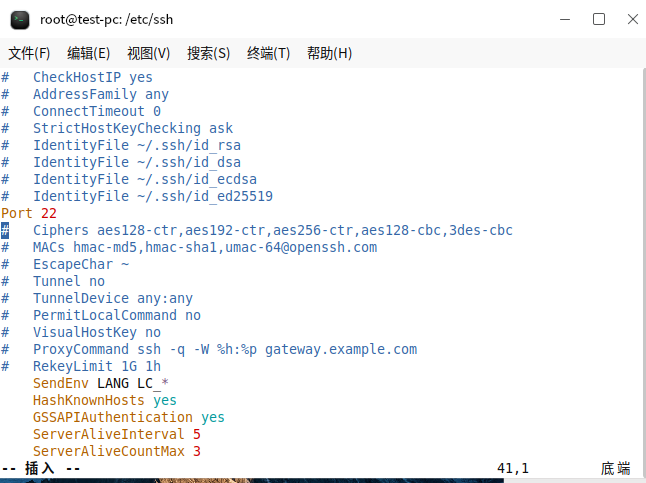 root@test-pc: /etc/ssh
文件(F) 编辑(E) 视图(V) 搜索(S) 终端(T) 帮助(H)
#   CheckHostIP yes
#   AddressFamily any
#   ConnectTimeout 0
#   StrictHostKeyChecking ask
#   IdentityFile ~/.ssh/id_rsa
#   IdentityFile ~/.ssh/id_dsa
#   IdentityFile ~/.ssh/id_ecdsa
#   IdentityFile ~/.ssh/id_ed25519
Port 22
#   Ciphers aes128-ctr,aes192-ctr,aes256-ctr,aes128-cbc,3des-cbc
#   MACs hmac-md5,hmac-sha1,umac-64@openssh.com
#   EscapeChar ~
#   Tunnel no
#   TunnelDevice any:any
#   PermitLocalCommand no
#   VisualHostKey no
#   ProxyCommand ssh -q -W %h:%p gateway.example.com
#   RekeyLimit 1G 1h
    SendEnv LANG LC_*
    HashKnownHosts yes
    GSSAPIAuthentication yes
    ServerAliveInterval 5
    ServerAliveCountMax 3
-- 插入 -- 41,1 底端